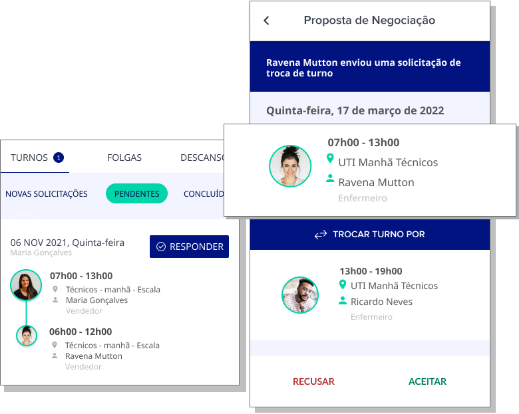 Proposta de Negociação
Ravena Mutton enviou uma solicitação de
troca de turno
Quinta-feira, 17 de março de 2022
07h00 - 13h00
UTI Manhã Técnicos
Ravena Mutton
Enfermeiro
TROCAR TURNO POR
13h00 - 19h00
UTI Manhã Técnicos
Ricardo Neves
Enfermeiro
RECUSAR ACEITAR
TURNOS 1 FOLGAS DESCANSO
NOVAS SOLICITAÇÕES PENDENTES CONCLUÍD
06 NOV 2021, Quinta-feira
Maria Gonçalves
RESPONDER
07h00 - 13h00
Técnicos - manhã - Escala
Maria Gonçalves
Vendedor
06h00 - 12h00
Técnicos - manhã - Escala
Ravena Mutton
Vendedor